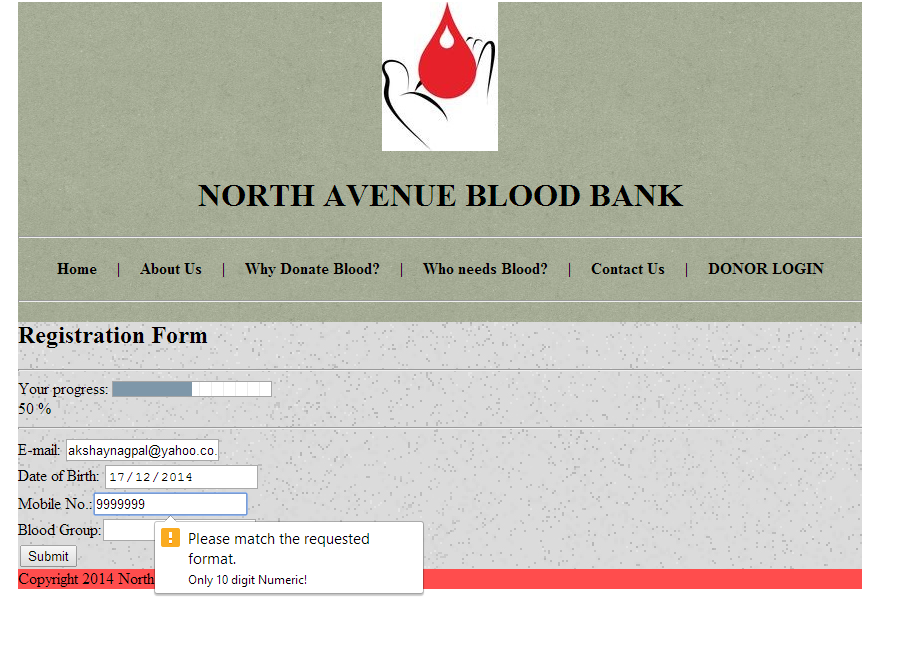 NORTH AVENUE BLOOD BANK
Home | About Us | Why Donate Blood? | Who needs Blood? | Contact Us | DONOR LOGIN
Registration Form
Your progress:
50 %
E-mail: akshaynagpal@yahoo.co
Date of Birth: 17/12/2014
Mobile No.: 9999999
Blood Group:
Please match the requested
format.
Only 10 digit Numeric!
Submit
Copyright 2014 North